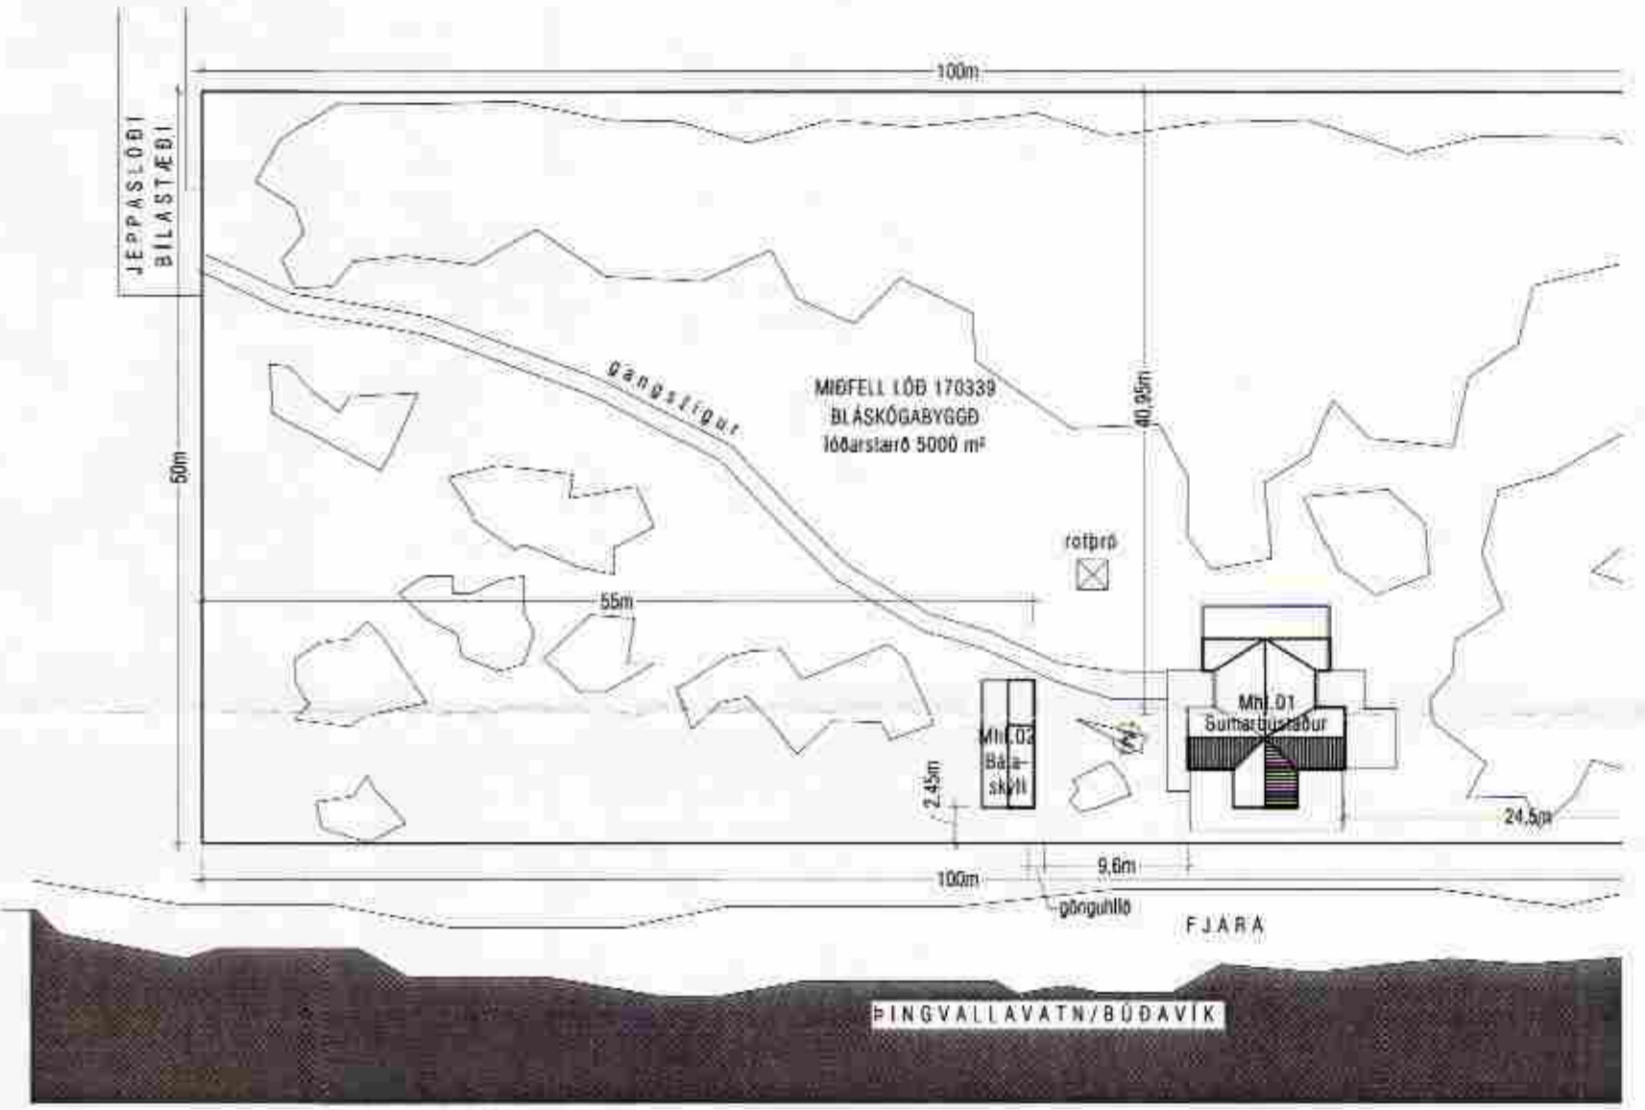 100m
JEPPASLÓÐI
BÍLASTÆÐI
gangstígur
MIÐFELL LÓÐ 170339
BLÁSKÓGABYGGÐ
lóðarstærð 5000 m²
40,95m
50m
rotþró
55m
Mhl.01
Sumarbústaður
Mhl.02
Báta-
skýli
N
2,45m
24,5m
9,6m
100m
gönguhlið
FJARA
ÞINGVALLAVATN/BÚÐAVÍK